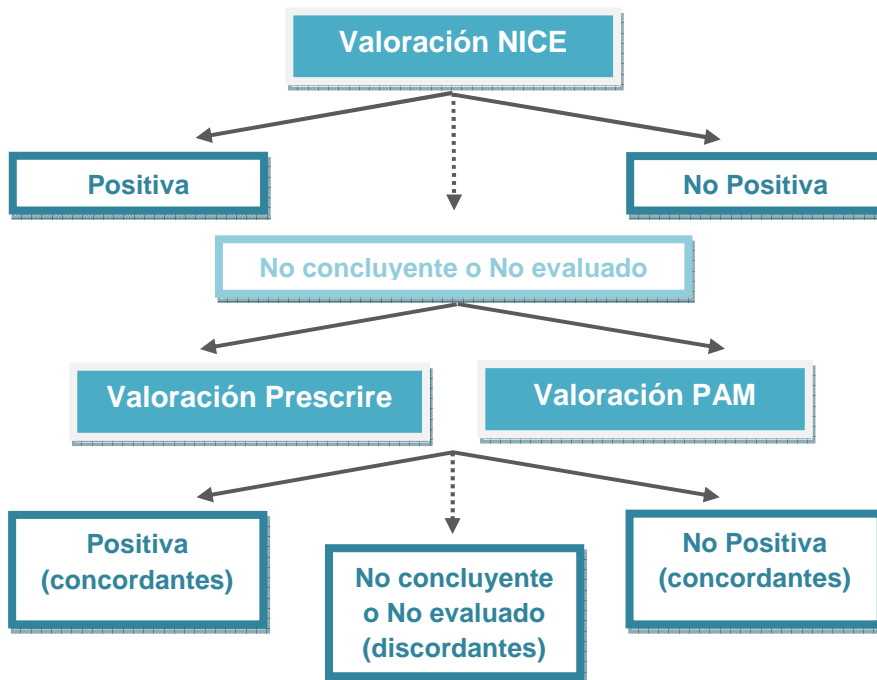 Valoración NICE
Positiva
No Positiva
No concluyente o No evaluado
Valoración Prescrire
Valoración PAM
Positiva
(concordantes)
No concluyente
o No evaluado
(discordantes)
No Positiva
(concordantes)